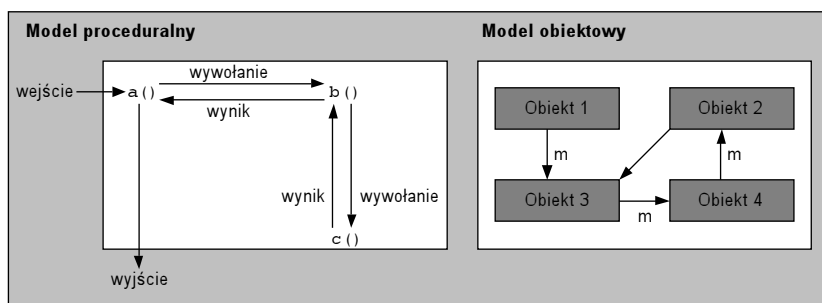 Model proceduralny
wejście
a()
wywołanie
b()
wynik
wynik
wywołanie
c()
wyjście
Model obiektowy
Obiekt 1
Obiekt 2
m
m
Obiekt 3
Obiekt 4
m